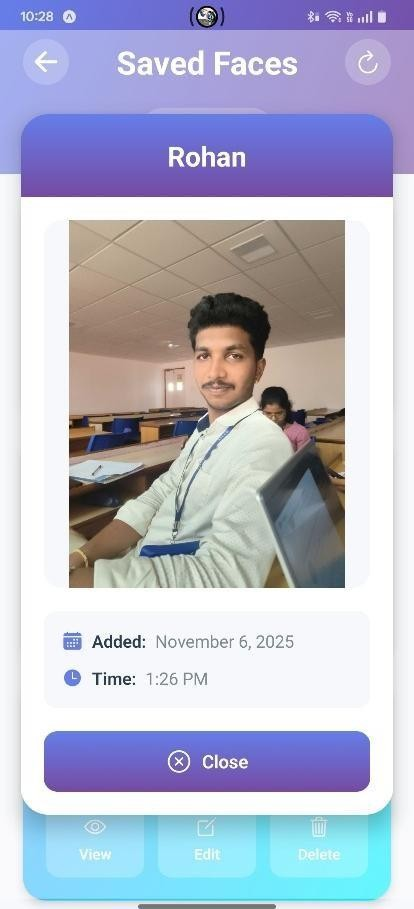 10:28
Saved Faces
Rohan
Added: November 6, 2025
Time: 1:26 PM
Close
View
Edit
Delete